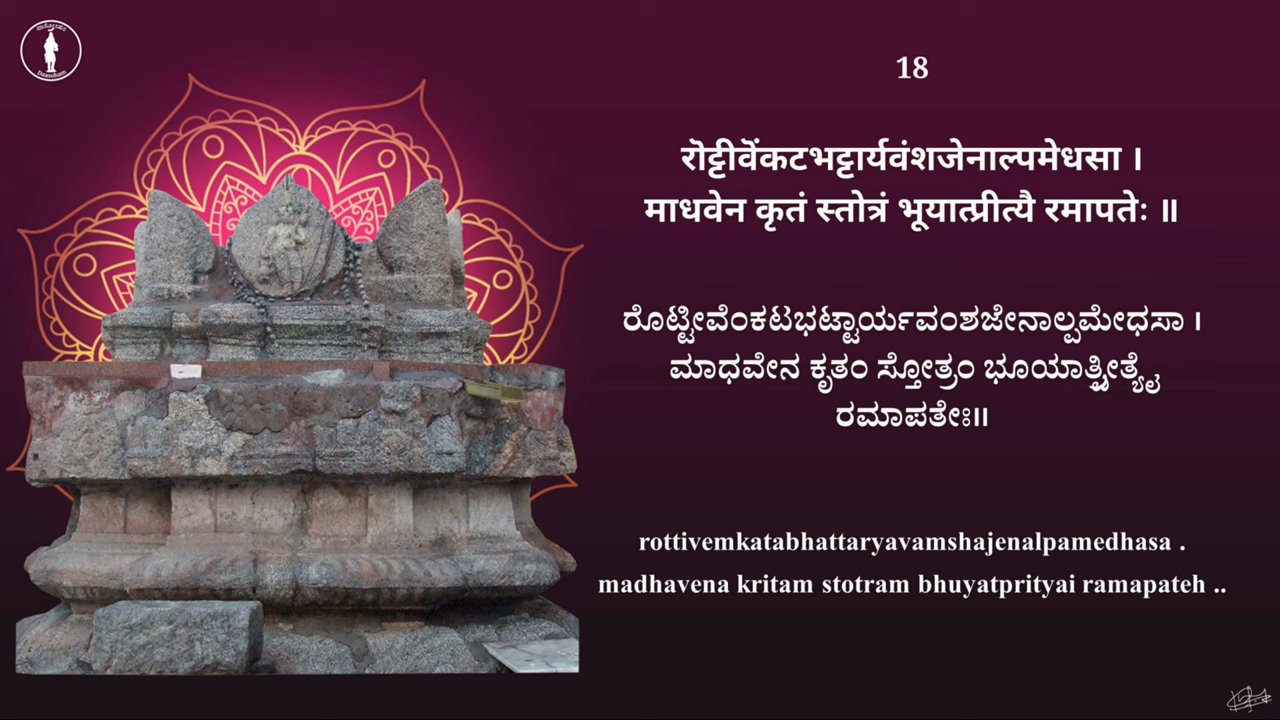 ದಾಸೋಹಂ
Daasoham
18
रॊट्टीवॆंकटभट्टार्यवंशजेनाल्पमेधसा ।
माधवेन कृतं स्तोत्रं भूयात्प्रीत्यै रमापतेः ॥
ರೊಟ್ಟೀವೆಂಕಟಭಟ್ಟಾರ್ಯವಂಶಜೇನಾಲ್ಪಮೇಧಸಾ ।
ಮಾಧವೇನ ಕೃತಂ ಸ್ತೋತ್ರಂ ಭೂಯಾತ್ಪ್ರೀತ್ಯೈ
ರಮಾಪತೇಃ॥
rottivemkatabhattaryavamshajenalpamedhasa .
madhavena kritam stotram bhuyatprityai ramapateh ..